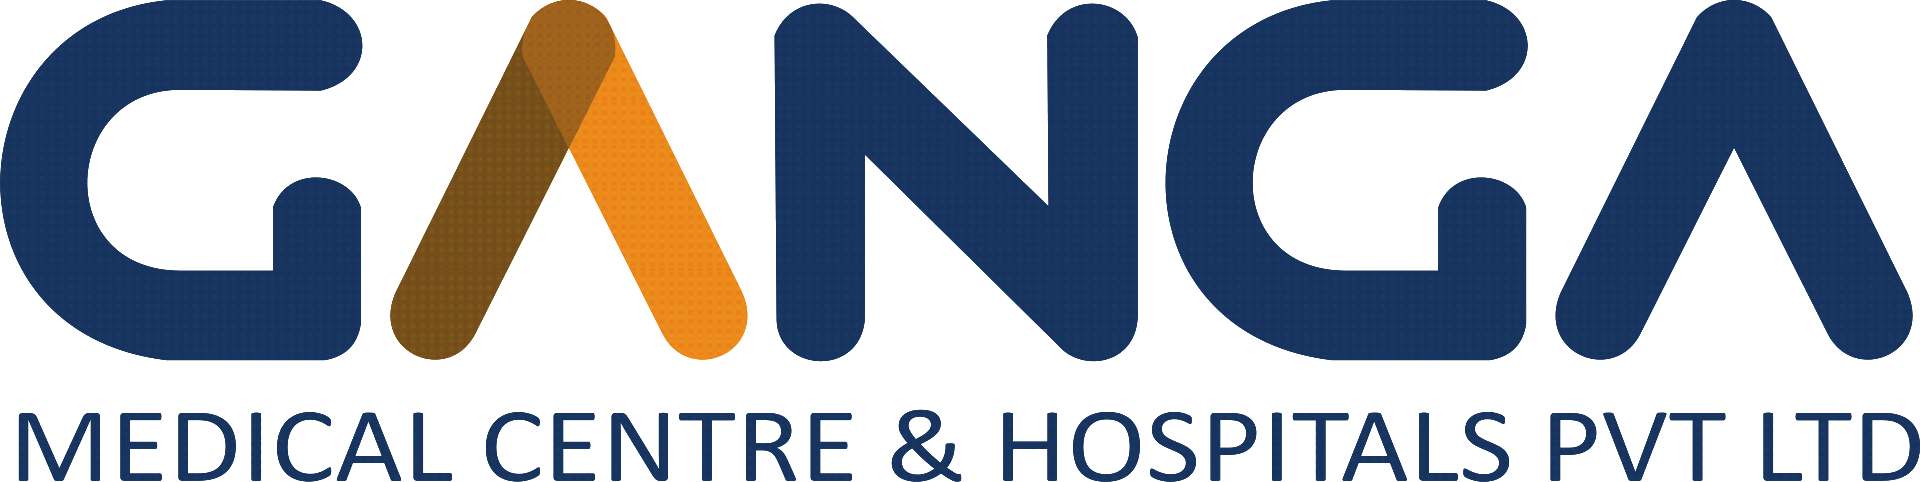 GANGA
MEDICAL CENTRE & HOSPITALS PVT LTD